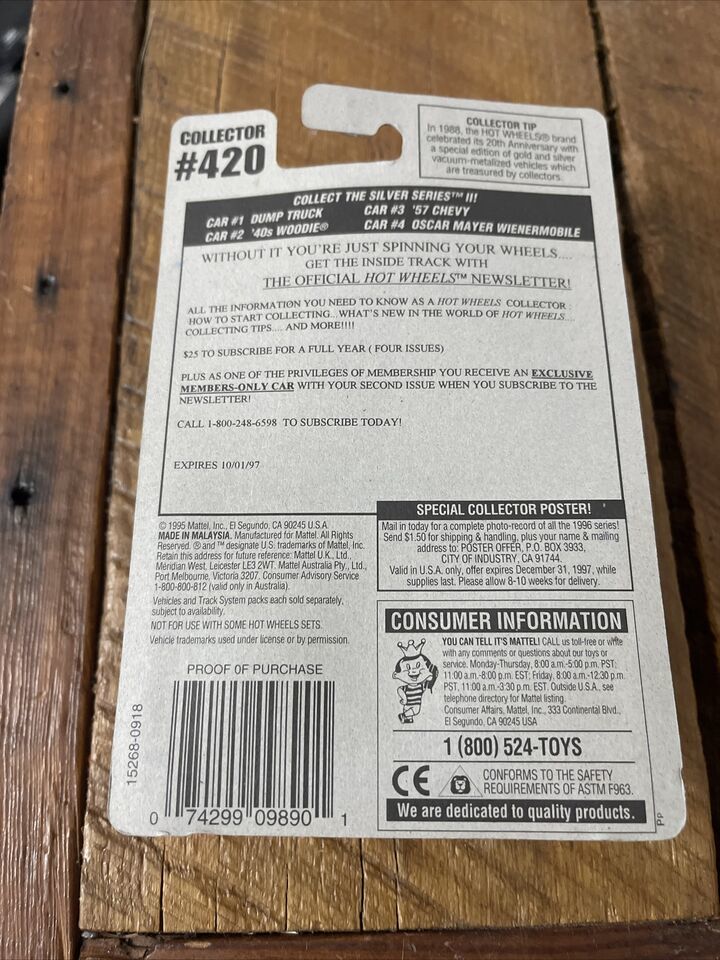 COLLECTOR
#420
COLLECTOR TIP
In 1988, the HOT WHEELS® brand
celebrated its 20th Anniversary with
a special edition of gold and silver
vacuum-metalized vehicles which
are treasured by collectors.
COLLECT THE SILVER SERIES™ II!
CAR #1 DUMP TRUCK CAR #3 '57 CHEVY
CAR #2 '40s WOODIE® CAR #4 OSCAR MAYER WIENERMOBILE
WITHOUT IT YOU'RE JUST SPINNING YOUR WHEELS....
GET THE INSIDE TRACK WITH
THE OFFICIAL HOT WHEELS™ NEWSLETTER!
ALL THE INFORMATION YOU NEED TO KNOW AS A HOT WHEELS COLLECTOR :
HOW TO START COLLECTING.. WHAT'S NEW IN THE WORLD OF HOT WHEELS...
COLLECTING TIPS.... AND MORE!!!!
$25 TO SUBSCRIBE FOR A FULL YEAR ( FOUR ISSUES)
PLUS AS ONE OF THE PRIVILEGES OF MEMBERSHIP YOU RECEIVE AN EXCLUSIVE
MEMBERS-ONLY CAR WITH YOUR SECOND ISSUE WHEN YOU SUBSCRIBE TO THE
NEWSLETTER!
CALL 1-800-248-6598 TO SUBSCRIBE TODAY!
EXPIRES 10/01/97
© 1995 Mattel, Inc., El Segundo, CA 90245 U.S.A.
MADE IN MALAYSIA. Manufactured for Mattel. All Rights
Reserved. ® and ™ designate U.S. trademarks of Mattel, Inc.
Retain this address for future reference: Mattel U.K., Ltd.,
Meridian West, Leicester LE3 2WT. Mattel Australia Pty., Ltd.,
Port Melbourne, Victoria 3207. Consumer Advisory Service
1-800-800-812 (valid only in Australia).
Vehicles and Track System packs each sold separately,
subject to availability.
NOT FOR USE WITH SOME HOT WHEELS SETS.
Vehicle trademarks used under license or by permission.
PROOF OF PURCHASE
15268-0918
0 74299 09890 1
SPECIAL COLLECTOR POSTER!
Mail in today for a complete photo-record of all the 1996 series!
Send $1.50 for shipping & handling, plus your name & mailing
address to: POSTER OFFER, P.O. BOX 3933,
CITY OF INDUSTRY, CA 91744.
Valid in U.S.A. only, offer expires December 31, 1997, while
supplies last. Please allow 8-10 weeks for delivery.
CONSUMER INFORMATION
YOU CAN TELL IT'S MATTEL! CALL us toll-free or write
with any comments or questions about our toys or
service. Monday-Thursday, 8:00 a.m.-5:00 p.m. PST;
11:00 a.m.-8:00 p.m. EST; Friday, 8:00 a.m.-12:30 p.m.
PST, 11:00 a.m.-3:30 p.m. EST. Outside U.S.A., see
telephone directory for Mattel listing.
Consumer Affairs, Mattel, Inc., 333 Continental Blvd.,
El Segundo, CA 90245 USA
1 (800) 524-TOYS
CE
CONFORMS TO THE SAFETY
REQUIREMENTS OF ASTM F963.
We are dedicated to quality products.
PP